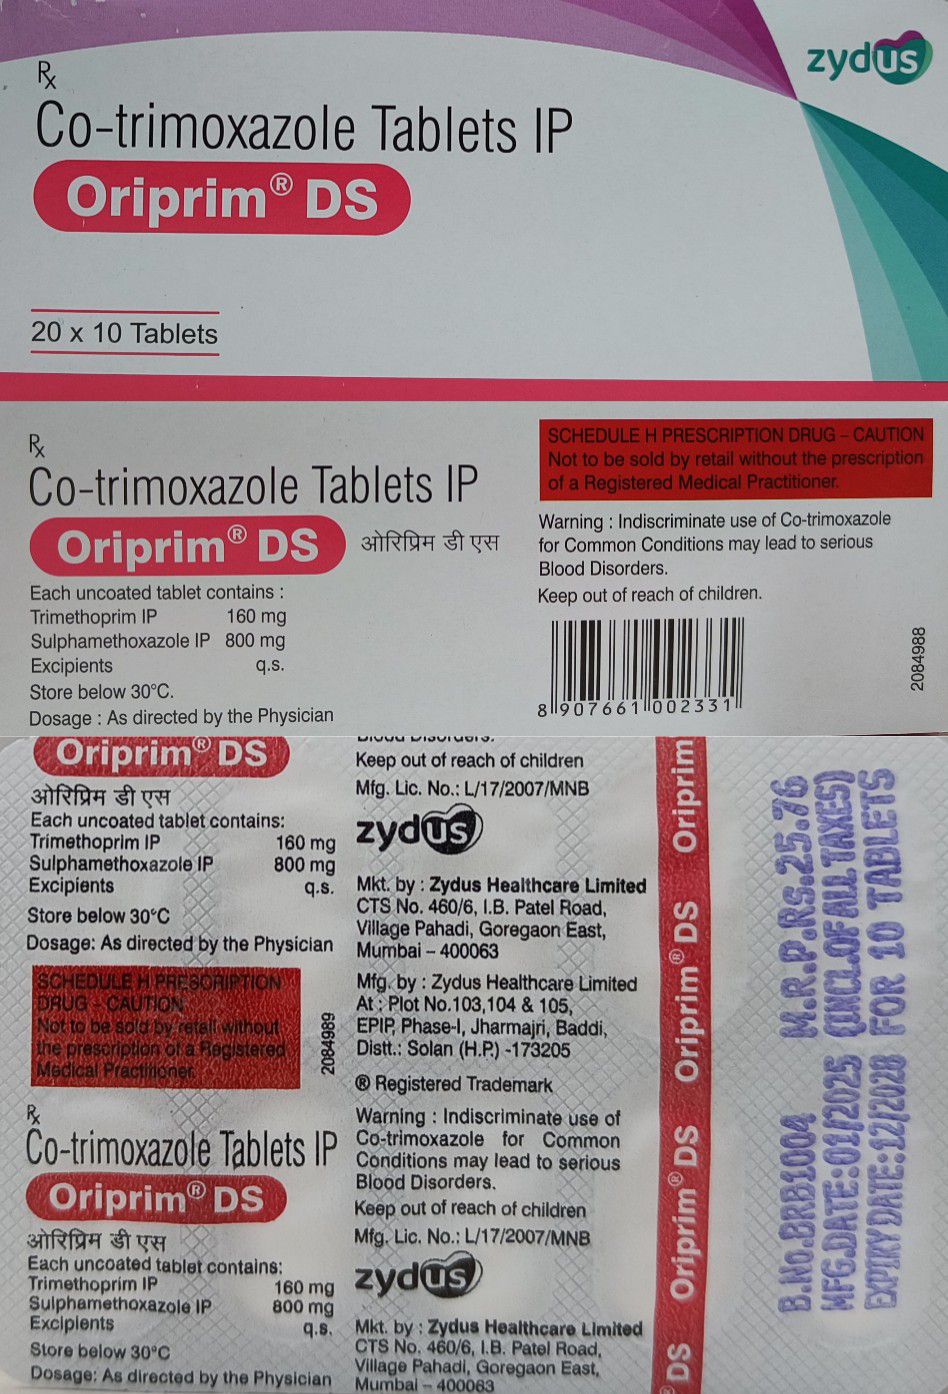 zydus
Rx
Co-trimoxazole Tablets IP
Oriprim® DS
20 x 10 Tablets
Rx
Co-trimoxazole Tablets IP
Oriprim® DS ओरिप्रिम डी एस
Each uncoated tablet contains :
Trimethoprim IP 160 mg
Sulphamethoxazole IP 800 mg
Excipients q.s.
Store below 30°C.
Dosage : As directed by the Physician
SCHEDULE H PRESCRIPTION DRUG – CAUTION
Not to be sold by retail without the prescription
of a Registered Medical Practitioner.
Warning : Indiscriminate use of Co-trimoxazole
for Common Conditions may lead to serious
Blood Disorders.
Keep out of reach of children.
8 907661 002331
2084988
Oriprim® DS
ओरिप्रिम डी एस
Each uncoated tablet contains:
Trimethoprim IP 160 mg
Sulphamethoxazole IP 800 mg
Excipients q.s.
Store below 30°C
Dosage: As directed by the Physician
SCHEDULE H PRESCRIPTION
DRUG – CAUTION
Not to be sold by retail without
the prescription of a Registered
Medical Practitioner.
2084989
Rx
Co-trimoxazole Tablets IP
Oriprim® DS
ओरिप्रिम डी एस
Each uncoated tablet contains:
Trimethoprim IP 160 mg
Sulphamethoxazole IP 800 mg
Excipients q.s.
Store below 30°C
Dosage: As directed by the Physician
Blood Disorders.
Keep out of reach of children
Mfg. Lic. No.: L/17/2007/MNB
zydus
Mkt. by : Zydus Healthcare Limited
CTS No. 460/6, I.B. Patel Road,
Village Pahadi, Goregaon East,
Mumbai – 400063
Mfg. by : Zydus Healthcare Limited
At : Plot No.103,104 & 105,
EPIP, Phase-I, Jharmajri, Baddi,
Distt.: Solan (H.P.) -173205
® Registered Trademark
Warning : Indiscriminate use of
Co-trimoxazole for Common
Conditions may lead to serious
Blood Disorders.
Keep out of reach of children
Mfg. Lic. No.: L/17/2007/MNB
zydus
Mkt. by : Zydus Healthcare Limited
CTS No. 460/6, I.B. Patel Road,
Village Pahadi, Goregaon East,
Mumbai – 400063
® DS Oriprim® DS Oriprim® DS Oriprim
B.No.BRB1004 M.R.P.RS.25.76
MFG.DATE:01/2025 (INCL.OF ALL TAXES)
EXPIRY DATE:12/2028 FOR 10 TABLETS